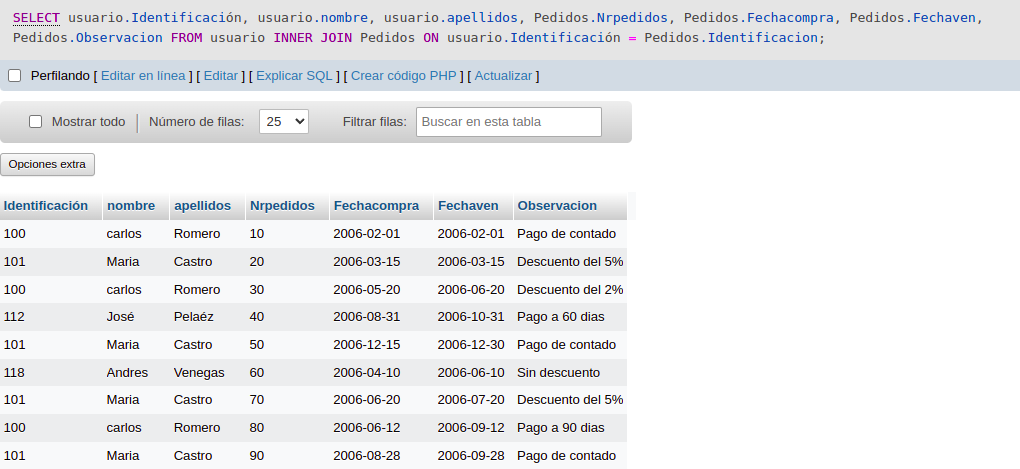 SELECT usuario.Identificación, usuario.nombre, usuario.apellidos, Pedidos.Nrpedidos, Pedidos.Fechacompra, Pedidos.Fechaven,
Pedidos.Observacion FROM usuario INNER JOIN Pedidos ON usuario.Identificación = Pedidos.Identificacion;
Perfilando [ Editar en línea ] [ Editar ] [ Explicar SQL ] [ Crear código PHP ] [ Actualizar ]
Mostrar todo | Número de filas: 25 Filtrar filas: Buscar en esta tabla
Opciones extra
Identificación nombre apellidos Nrpedidos Fechacompra Fechaven Observacion
100 carlos Romero 10 2006-02-01 2006-02-01 Pago de contado
101 Maria Castro 20 2006-03-15 2006-03-15 Descuento del 5%
100 carlos Romero 30 2006-05-20 2006-06-20 Descuento del 2%
112 José Pelaéz 40 2006-08-31 2006-10-31 Pago a 60 dias
101 Maria Castro 50 2006-12-15 2006-12-30 Pago de contado
118 Andres Venegas 60 2006-04-10 2006-06-10 Sin descuento
101 Maria Castro 70 2006-06-20 2006-07-20 Descuento del 5%
100 carlos Romero 80 2006-06-12 2006-09-12 Pago a 90 dias
101 Maria Castro 90 2006-08-28 2006-09-28 Pago de contado